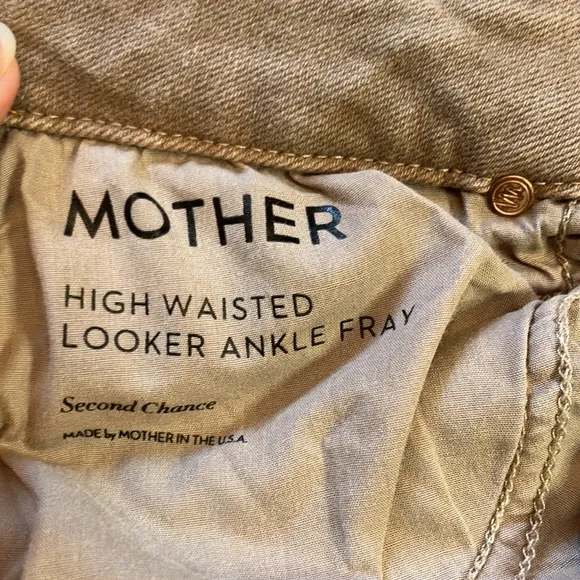 MOTHER
HIGH WAISTED
LOOKER ANKLE FRAY
Second Chance
MADE by MOTHER IN THE U.S.A.